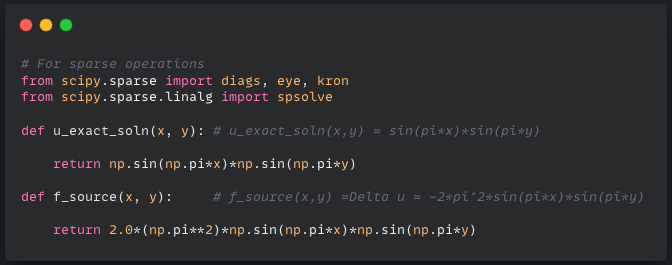 # For sparse operations
from scipy.sparse import diags, eye, kron
from scipy.sparse.linalg import spsolve
def u_exact_soln(x, y): # u_exact_soln(x,y) = sin(pi*x)*sin(pi*y)
return np.sin(np.pi*x)*np.sin(np.pi*y)
def f_source(x, y): # f_source(x,y) =Delta u = -2*pi^2*sin(pi*x)*sin(pi*y)
return 2.0*(np.pi**2)*np.sin(np.pi*x)*np.sin(np.pi*y)